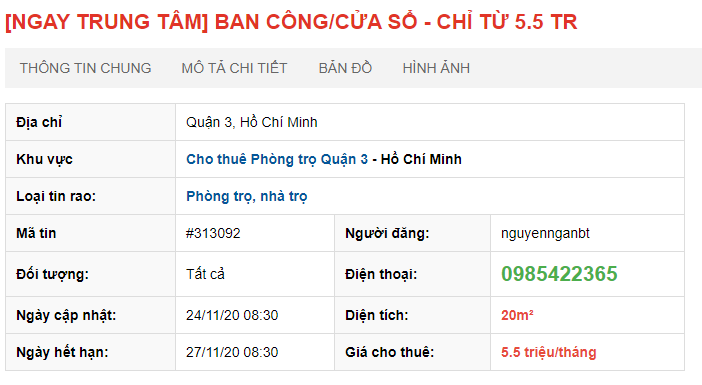 [NGAY TRUNG TÂM] BAN CÔNG/CỬA SỔ - CHỈ TỪ 5.5 TR
THÔNG TIN CHUNG MÔ TẢ CHI TIẾT BẢN ĐỒ HÌNH ẢNH
Địa chỉ Quận 3, Hồ Chí Minh
Khu vực Cho thuê Phòng trọ Quận 3 - Hồ Chí Minh
Loại tin rao: Phòng trọ, nhà trọ
Mã tin #313092 Người đăng: nguyennganbt
Đối tượng: Tất cả Điện thoại: 0985422365
Ngày cập nhật: 24/11/20 08:30 Diện tích: 20m²
Ngày hết hạn: 27/11/20 08:30 Giá cho thuê: 5.5 triệu/tháng